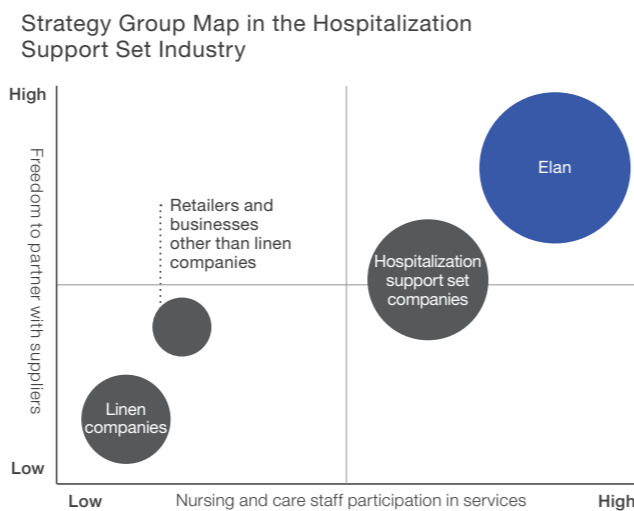 Strategy Group Map in the Hospitalization
Support Set Industry
High
Freedom to partner with suppliers
Elan
Retailers and
businesses
other than linen
companies
Hospitalization
support set
companies
Linen
companies
Low
Low
Nursing and care staff participation in services
High